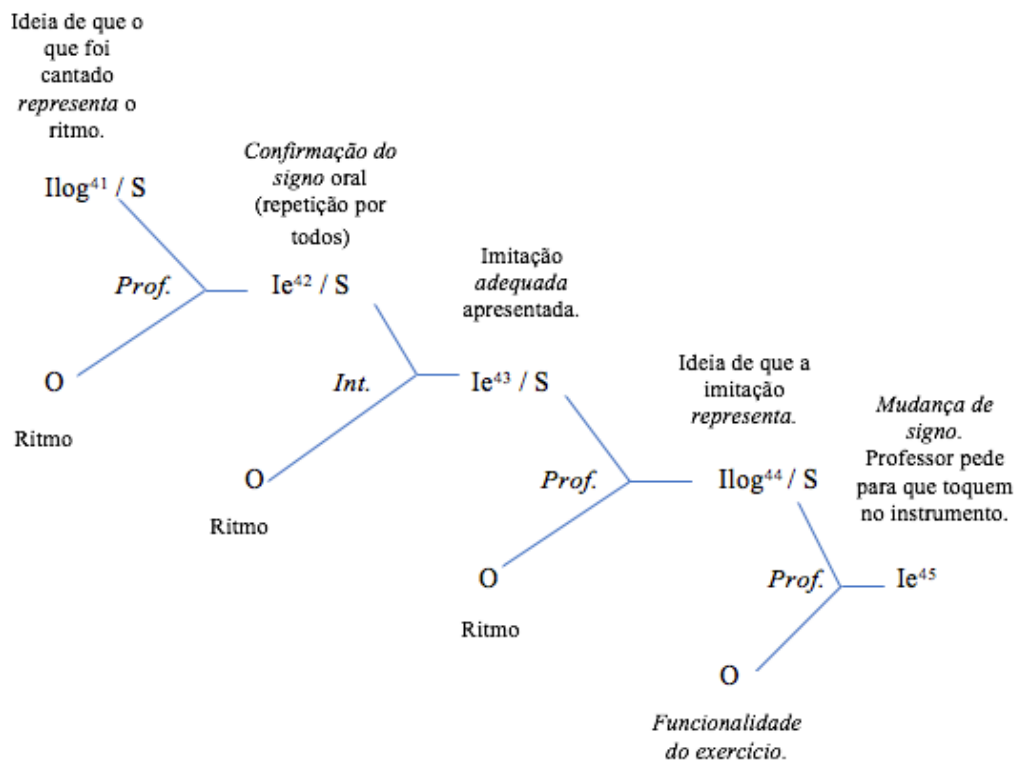 Ideia de que o
que foi
cantado
representa o
ritmo.
Ilog⁴¹ / S
Prof.
O
Ritmo
Confirmação do
signo oral
(repetição por
todos)
Ie⁴² / S
Int.
O
Ritmo
Imitação
adequada
apresentada.
Ie⁴³ / S
Prof.
O
Ritmo
Ideia de que a
imitação
representa.
Ilog⁴⁴ / S
Prof.
O
Funcionalidade
do exercício.
Mudança de
signo.
Professor pede
para que toquem
no instrumento.
Ie⁴⁵